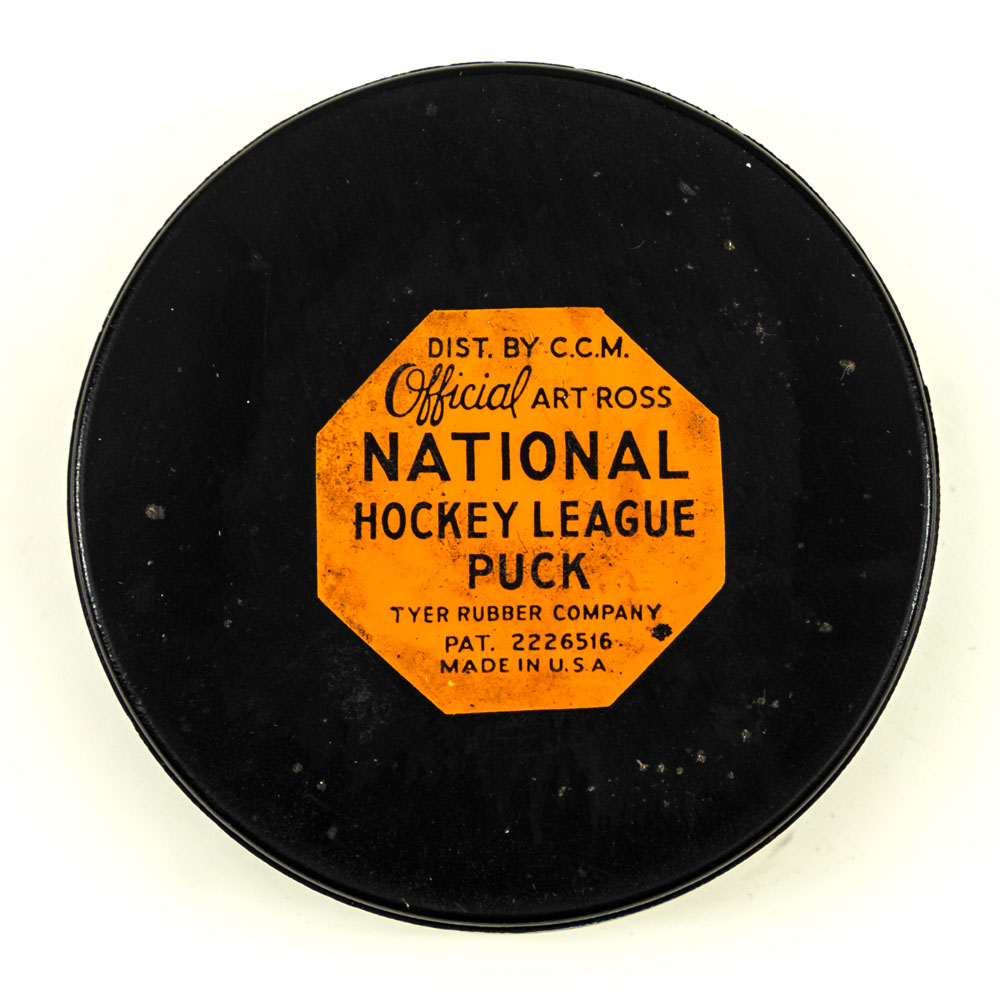 DIST. BY C.C.M.
Official ART ROSS
NATIONAL
HOCKEY LEAGUE
PUCK
TYER RUBBER COMPANY
PAT. 2226516
MADE IN U.S.A.